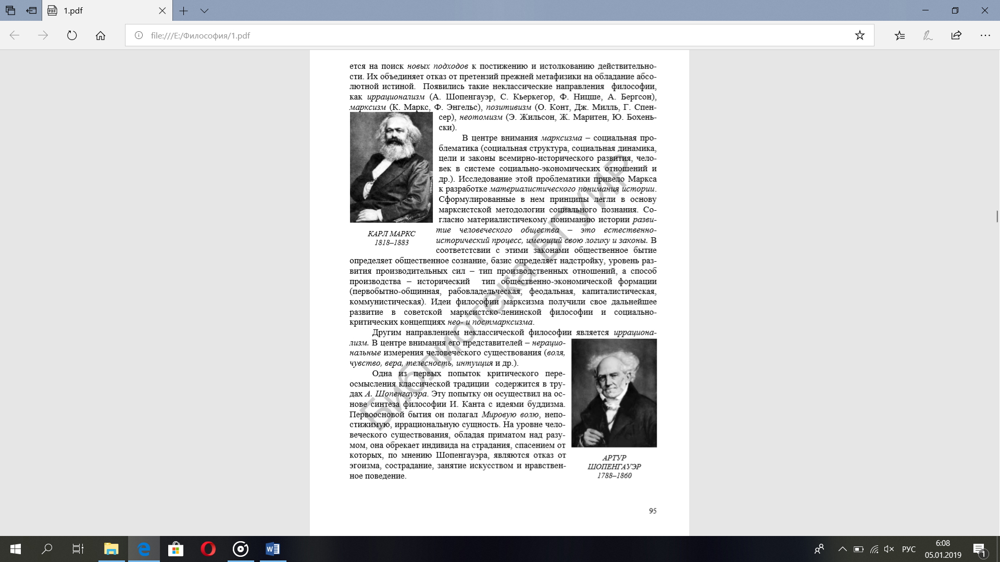 1.pdf
file:///E:/Философия/1.pdf
ется на поиск новых подходов к постижению и истолкованию действительно-
сти. Их объединяет отказ от претензий прежней метафизики на обладание абсо-
лютной истиной. Появились такие неклассические направления философии,
как иррационализм (А. Шопенгауэр, С. Кьеркегор, Ф. Ницше, А. Бергсон),
марксизм (К. Маркс, Ф. Энгельс), позитивизм (О. Конт, Дж. Милль, Г. Спен-
сер), неотомизм (Э. Жильсон, Ж. Маритен, Ю. Бохень-
ски).
В центре внимания марксизма – социальная про-
блематика (социальная структура, социальная динамика,
цели и законы всемирно-исторического развития, чело-
век в системе социально-экономических отношений и
др.). Исследование этой проблематики привело Маркса
к разработке материалистического понимания истории.
Сформулированные в нем принципы легли в основу
марксистской методологии социального познания. Со-
гласно материалистичекому пониманию истории разви-
тие человеческого общества – это естественно-
исторический процесс, имеющий свою логику и законы. В
соответстсвии с этими законами общественное бытие
КАРЛ МАРКС
1818–1883
определяет общественное сознание, базис определяет надстройку, уровень раз-
вития производительных сил – тип производственных отношений, а способ
производства – исторический тип общественно-экономической формации
(первобытно-общинная, рабовладельческая, феодальная, капиталистическая,
коммунистическая). Идеи философии марксизма получили свое дальнейшее
развитие в советской марксистско-ленинской философии и социально-
критических концепциях нео- и постмарксизма.
Другим направлением неклассической философии является иррациона-
лизм. В центре внимания его представителей – нерацио-
нальные измерения человеческого существования (воля,
чувство, вера, телесность, интуиция и др.).
Одна из первых попыток критического пере-
осмысления классической традиции содержится в тру-
дах А. Шопенгауэра. Эту попытку он осуществил на ос-
нове синтеза философии И. Канта с идеями буддизма.
Первоосновой бытия он полагал Мировую волю, непо-
стижимую, иррациональную сущность. На уровне чело-
веческого существования, обладая приматом над разу-
мом, она обрекает индивида на страдания, спасением от
которых, по мнению Шопенгауэра, являются отказ от
эгоизма, сострадание, занятие искусством и нравствен-
ное поведение.
АРТУР
ШОПЕНГАУЭР
1788–1860
Библиотека БГУИР
95
РУС
6:08
05.01.2019
1